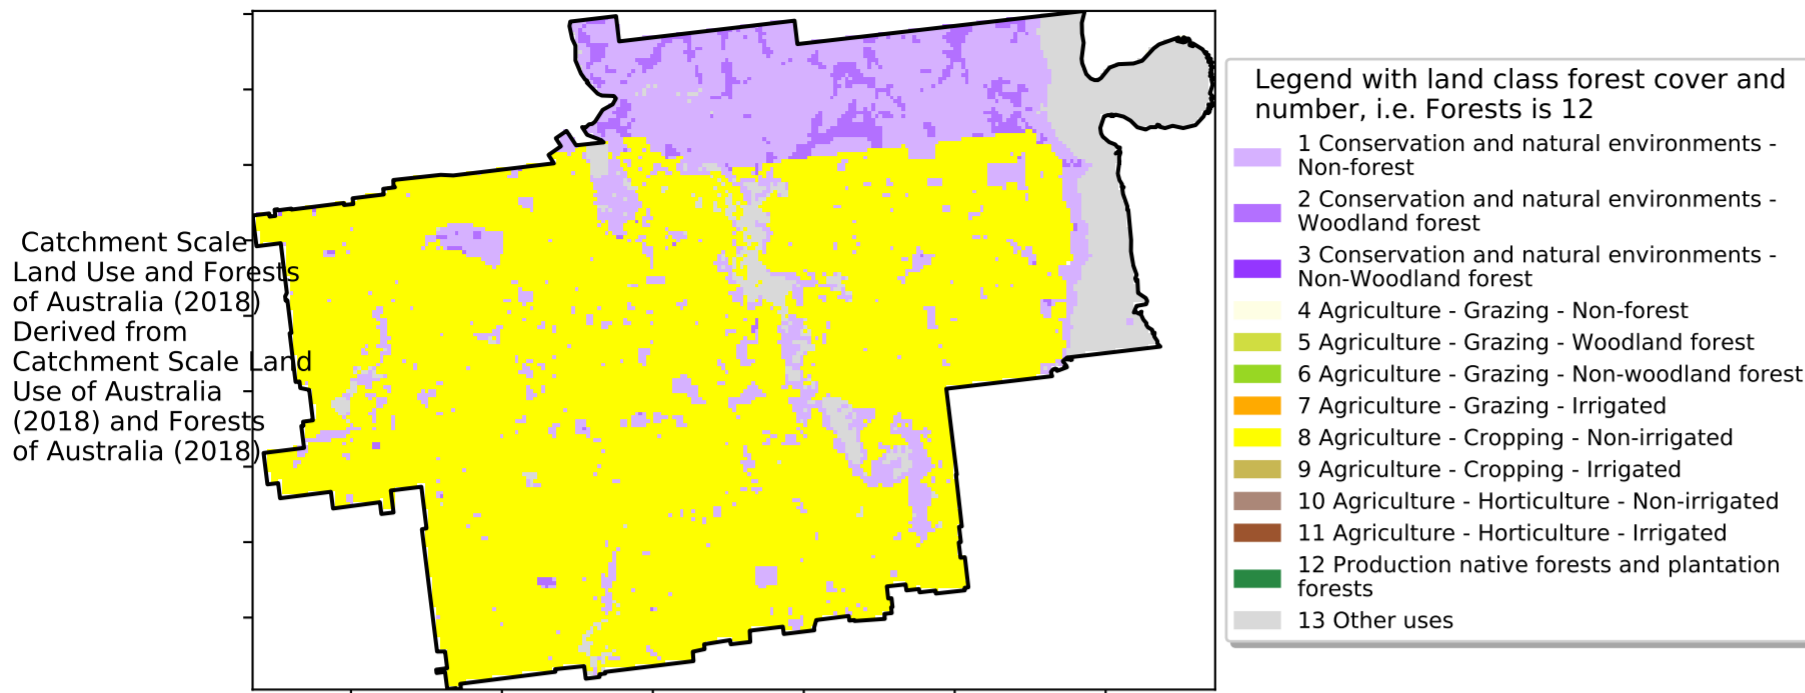 Catchment Scale
Land Use and Forests
of Australia (2018)
Derived from
Catchment Scale Land
Use of Australia
(2018) and Forests
of Australia (2018)
Legend with land class forest cover and
number, i.e. Forests is 12
1 Conservation and natural environments -
Non-forest
2 Conservation and natural environments -
Woodland forest
3 Conservation and natural environments -
Non-Woodland forest
4 Agriculture - Grazing - Non-forest
5 Agriculture - Grazing - Woodland forest
6 Agriculture - Grazing - Non-woodland forest
7 Agriculture - Grazing - Irrigated
8 Agriculture - Cropping - Non-irrigated
9 Agriculture - Cropping - Irrigated
10 Agriculture - Horticulture - Non-irrigated
11 Agriculture - Horticulture - Irrigated
12 Production native forests and plantation
forests
13 Other uses